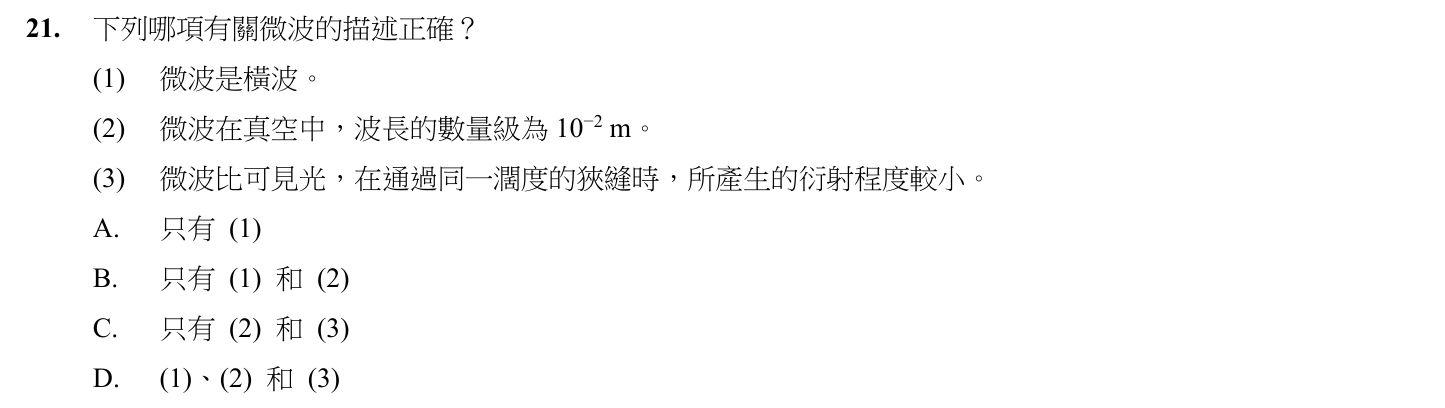 21. 下列哪項有關微波的描述正確？
(1) 微波是橫波。
(2) 微波在真空中，波長的數量級為 10⁻² m。
(3) 微波比可見光，在通過同一濶度的狹縫時，所產生的衍射程度較小。
A. 只有 (1)
B. 只有 (1) 和 (2)
C. 只有 (2) 和 (3)
D. (1)、(2) 和 (3)